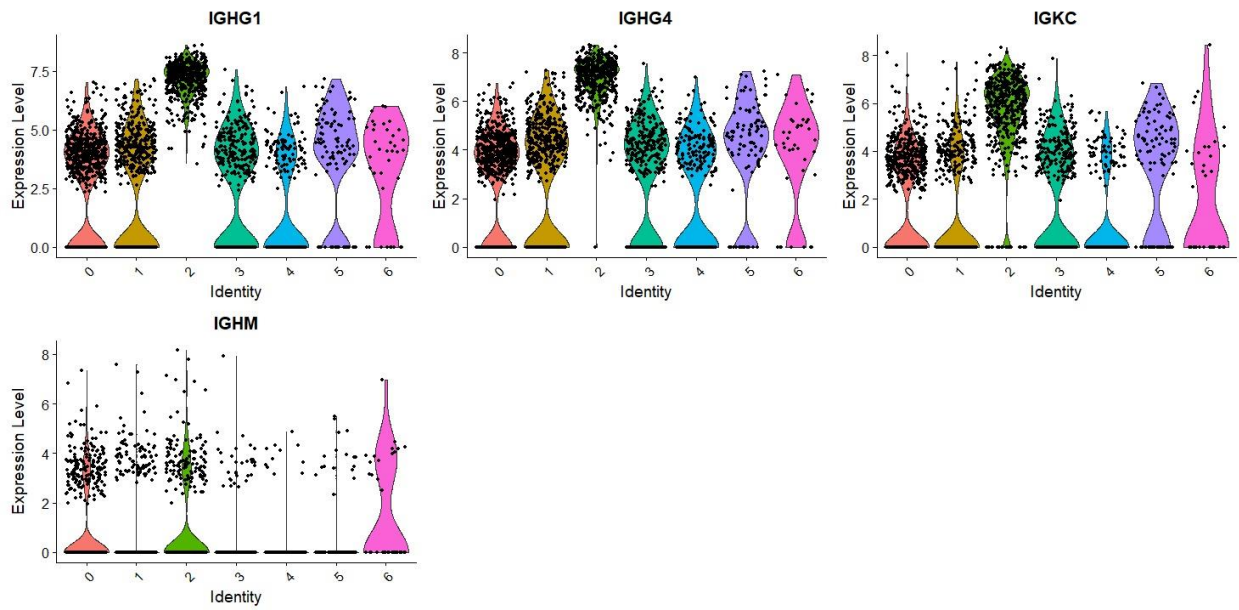 IGHG1
Expression Level
7.5
5.0
2.5
0.0
0 1 2 3 4 5 6
Identity
IGHG4
Expression Level
8
6
4
2
0
0 1 2 3 4 5 6
Identity
IGKC
Expression Level
8
6
4
2
0
0 1 2 3 4 5 6
Identity
IGHM
Expression Level
8
6
4
2
0
0 1 2 3 4 5 6
Identity